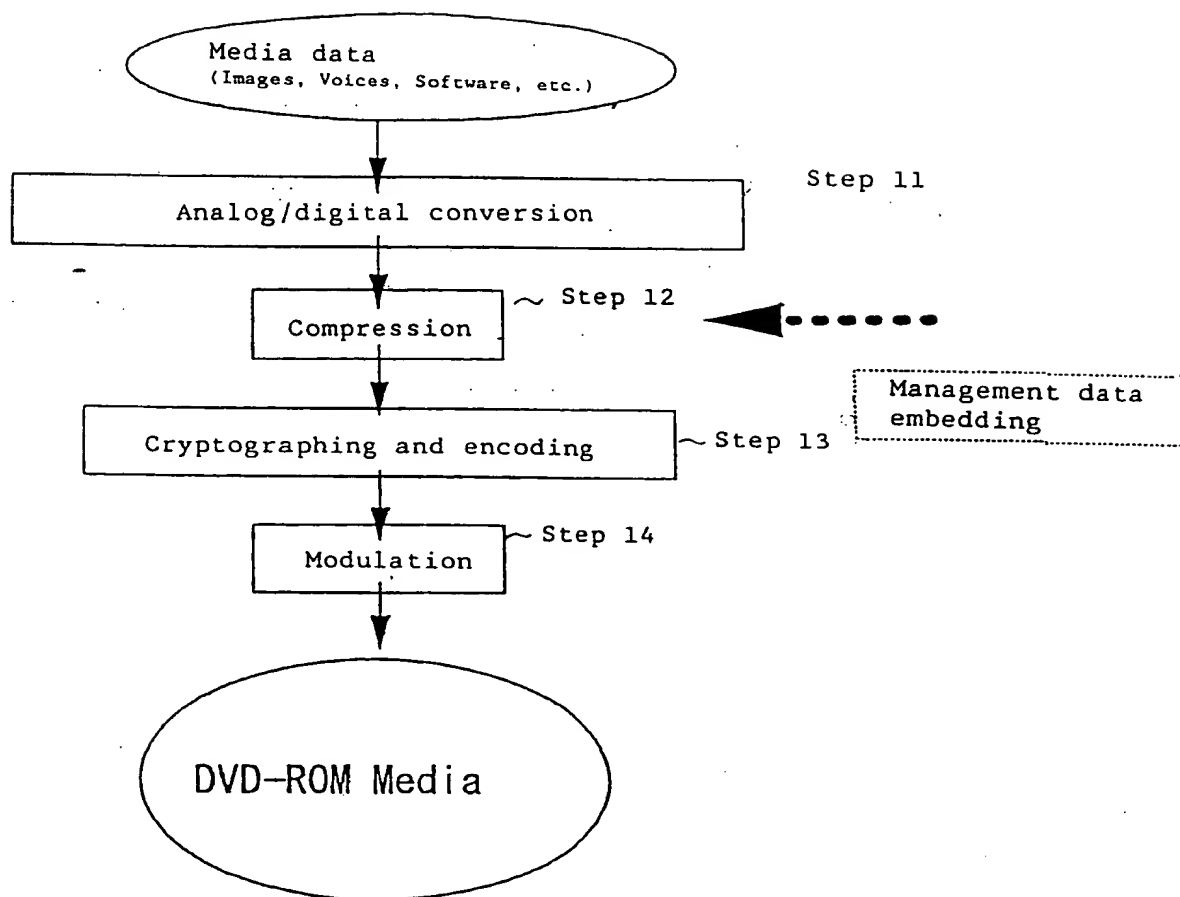 Media data
(Images, Voices, Software, etc.)
Step 11
Analog/digital conversion
Step 12
Compression
Management data
embedding
Cryptographing and encoding
Step 13
Step 14
Modulation
DVD-ROM Media